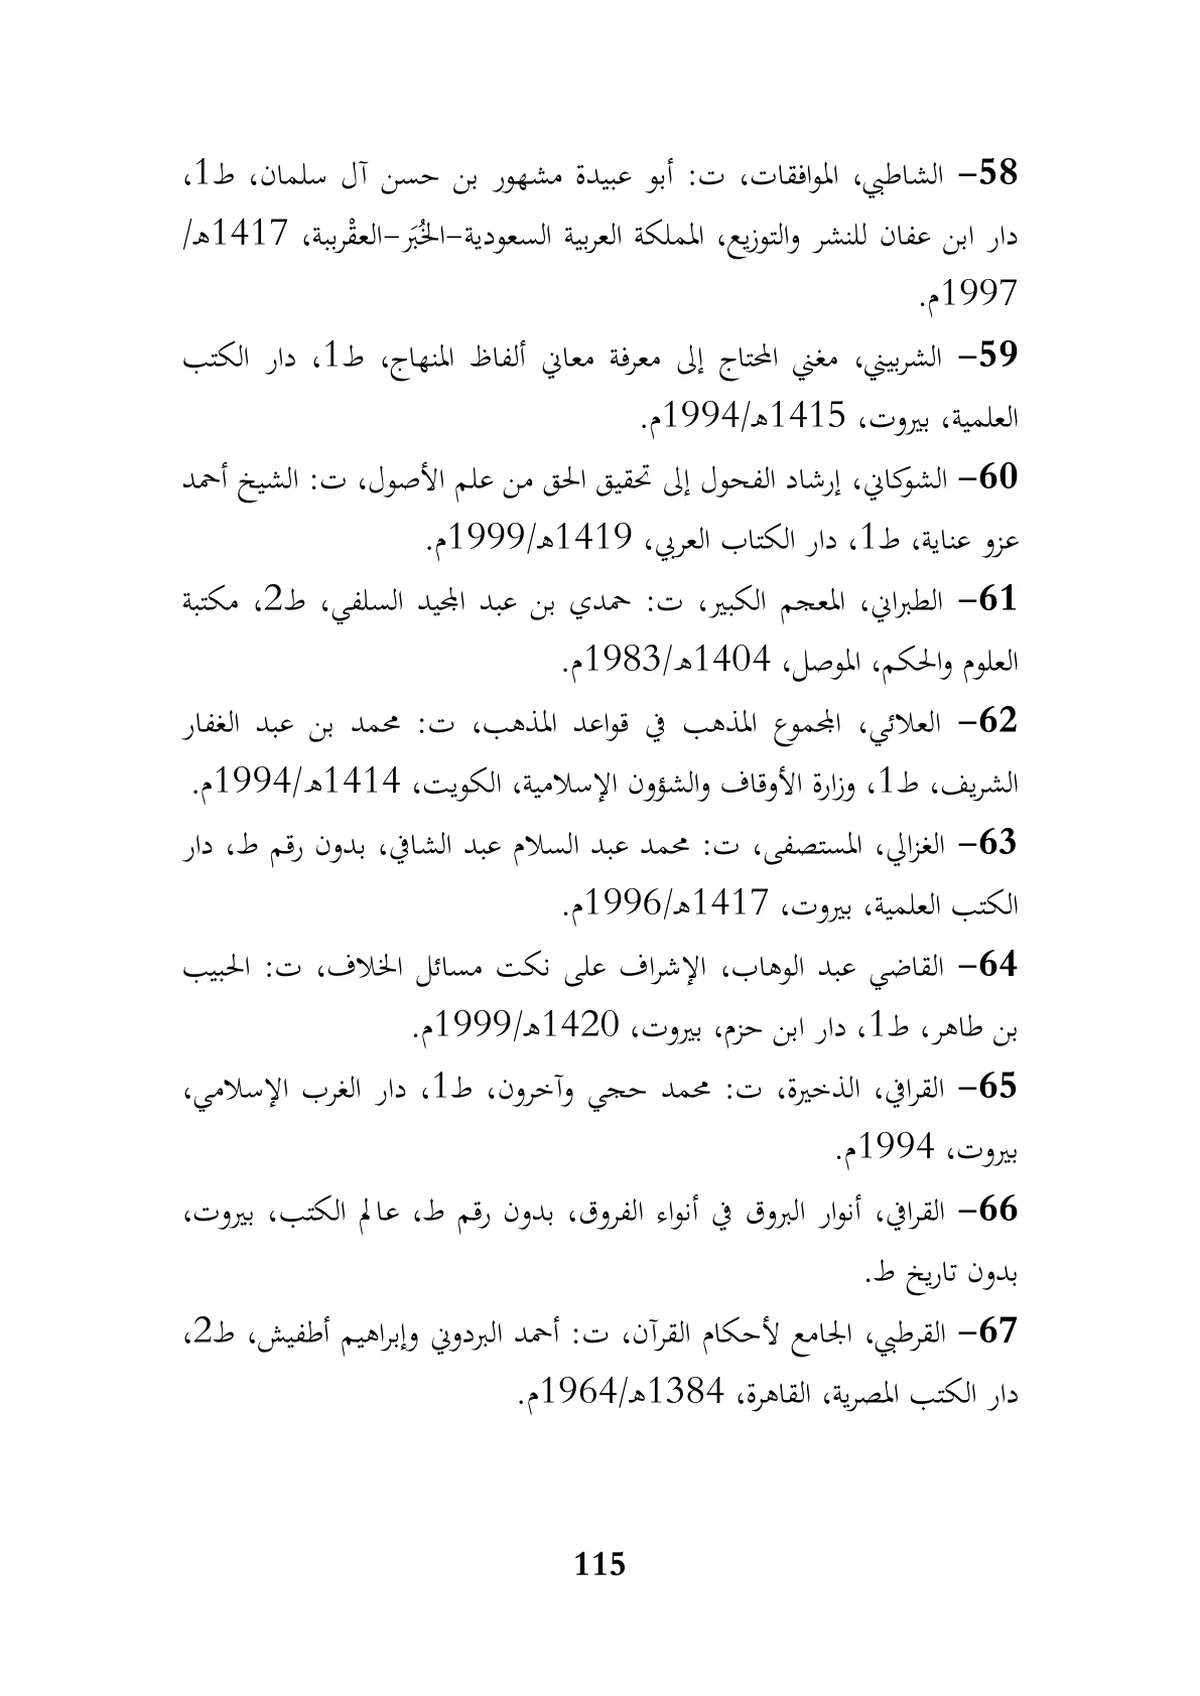 58- الشاطبي، الموافقات، ت: أبو عبيدة مشهور بن حسن آل سلمان، ط1،
دار ابن عفان للنشر والتوزيع، المملكة العربية السعودية-الخُبَر-العقْربية، 1417هـ/
1997م.
59- الشربيني، مغني المحتاج إلى معرفة معاني ألفاظ المنهاج، ط1، دار الكتب
العلمية، بيروت، 1415هـ/1994م.
60- الشوكاني، إرشاد الفحول إلى تحقيق الحق من علم الأصول، ت: الشيخ أحمد
عزو عناية، ط1، دار الكتاب العربي، 1419هـ/1999م.
61- الطبراني، المعجم الكبير، ت: حمدي بن عبد المجيد السلفي، ط2، مكتبة
العلوم والحكم، الموصل، 1404هـ/1983م.
62- العلائي، المجموع المذهب في قواعد المذهب، ت: محمد بن عبد الغفار
الشريف، ط1، وزارة الأوقاف والشؤون الإسلامية، الكويت، 1414هـ/1994م.
63- الغزالي، المستصفى، ت: محمد عبد السلام عبد الشافي، بدون رقم ط، دار
الكتب العلمية، بيروت، 1417هـ/1996م.
64- القاضي عبد الوهاب، الإشراف على نكت مسائل الخلاف، ت: الحبيب
بن طاهر، ط1، دار ابن حزم، بيروت، 1420هـ/1999م.
65- القرافي، الذخيرة، ت: محمد حجي وآخرون، ط1، دار الغرب الإسلامي،
بيروت، 1994م.
66- القرافي، أنوار البروق في أنواء الفروق، بدون رقم ط، عالم الكتب، بيروت،
بدون تاريخ ط.
67- القرطبي، الجامع لأحكام القرآن، ت: أحمد البردوني وإبراهيم أطفيش، ط2،
دار الكتب المصرية، القاهرة، 1384هـ/1964م.
115